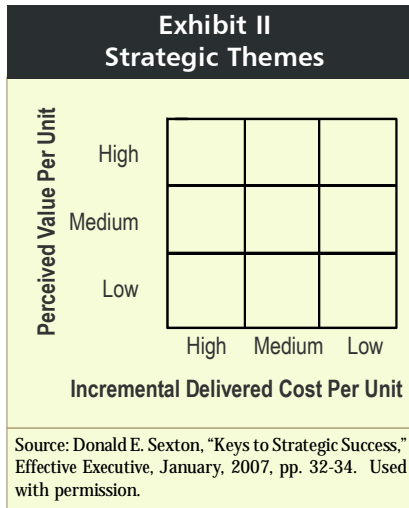 Exhibit II
Strategic Themes
Perceived Value Per Unit
High
Medium
Low
High Medium Low
Incremental Delivered Cost Per Unit
Source: Donald E. Sexton, “Keys to Strategic Success,”
Effective Executive, January, 2007, pp. 32-34. Used
with permission.